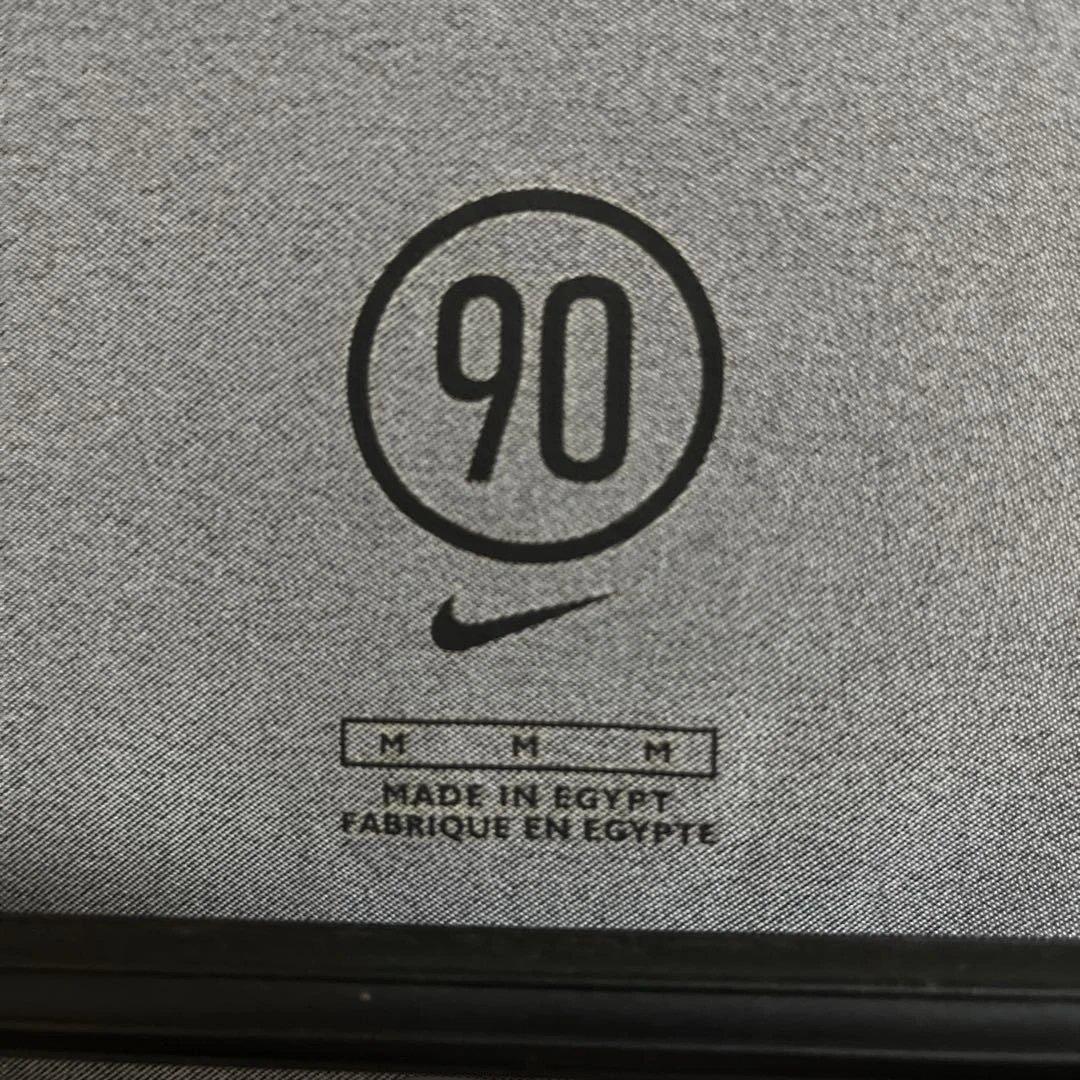 90
M M M
MADE IN EGYPT
FABRIQUE EN EGYPTE